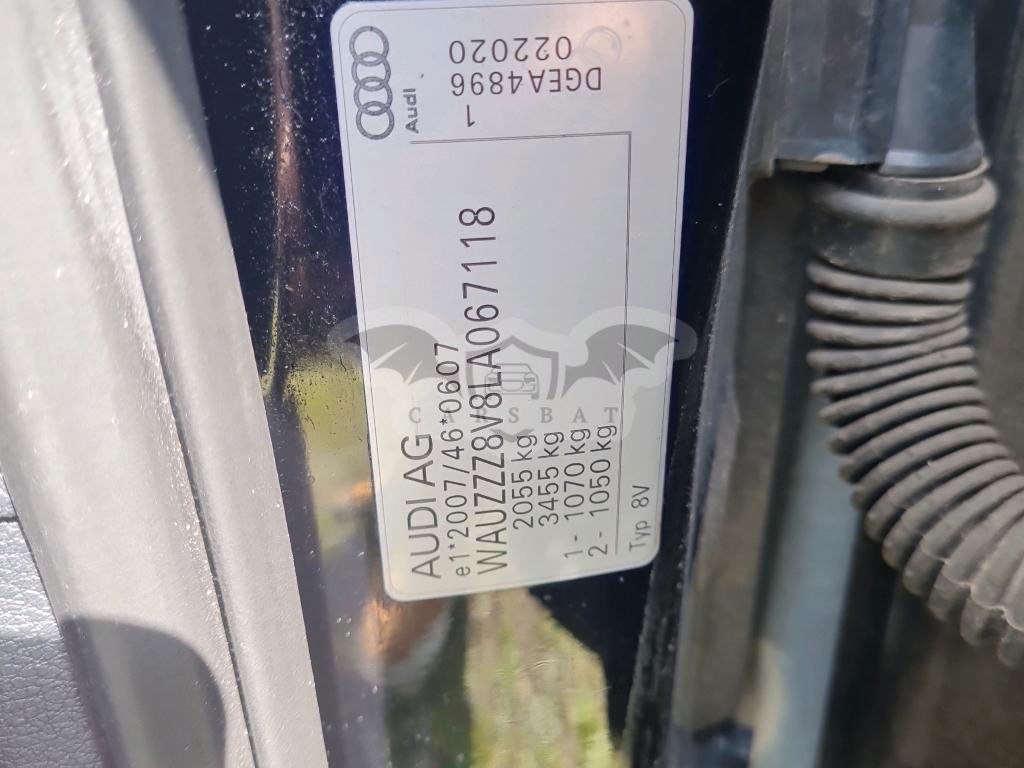 Audi
DGEA4896
022020
1
AUDI AG
e1*2007/46*0607
WAUZZZ8V8LA067118
2055 kg
3455 kg
1 - 1070 kg
2 - 1050 kg
Typ 8V
CARSBAT